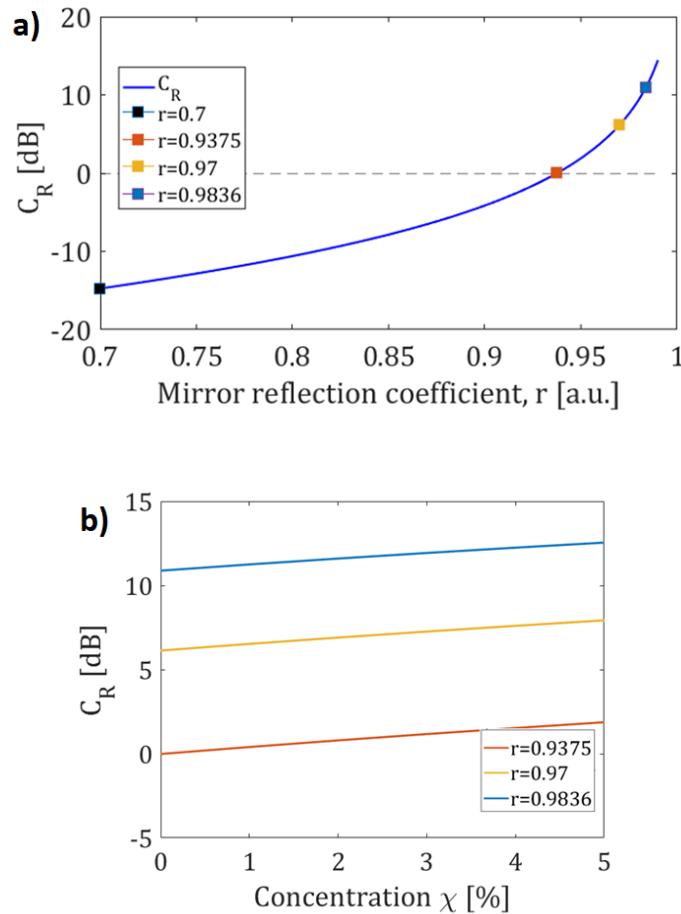 a)
20
10
0
-10
-20
C_R [dB]
C_R
r=0.7
r=0.9375
r=0.97
r=0.9836
0.7 0.75 0.8 0.85 0.9 0.95 1
Mirror reflection coefficient, r [a.u.]
b)
15
10
5
0
-5
C_R [dB]
r=0.9375
r=0.97
r=0.9836
0 1 2 3 4 5
Concentration χ [%]